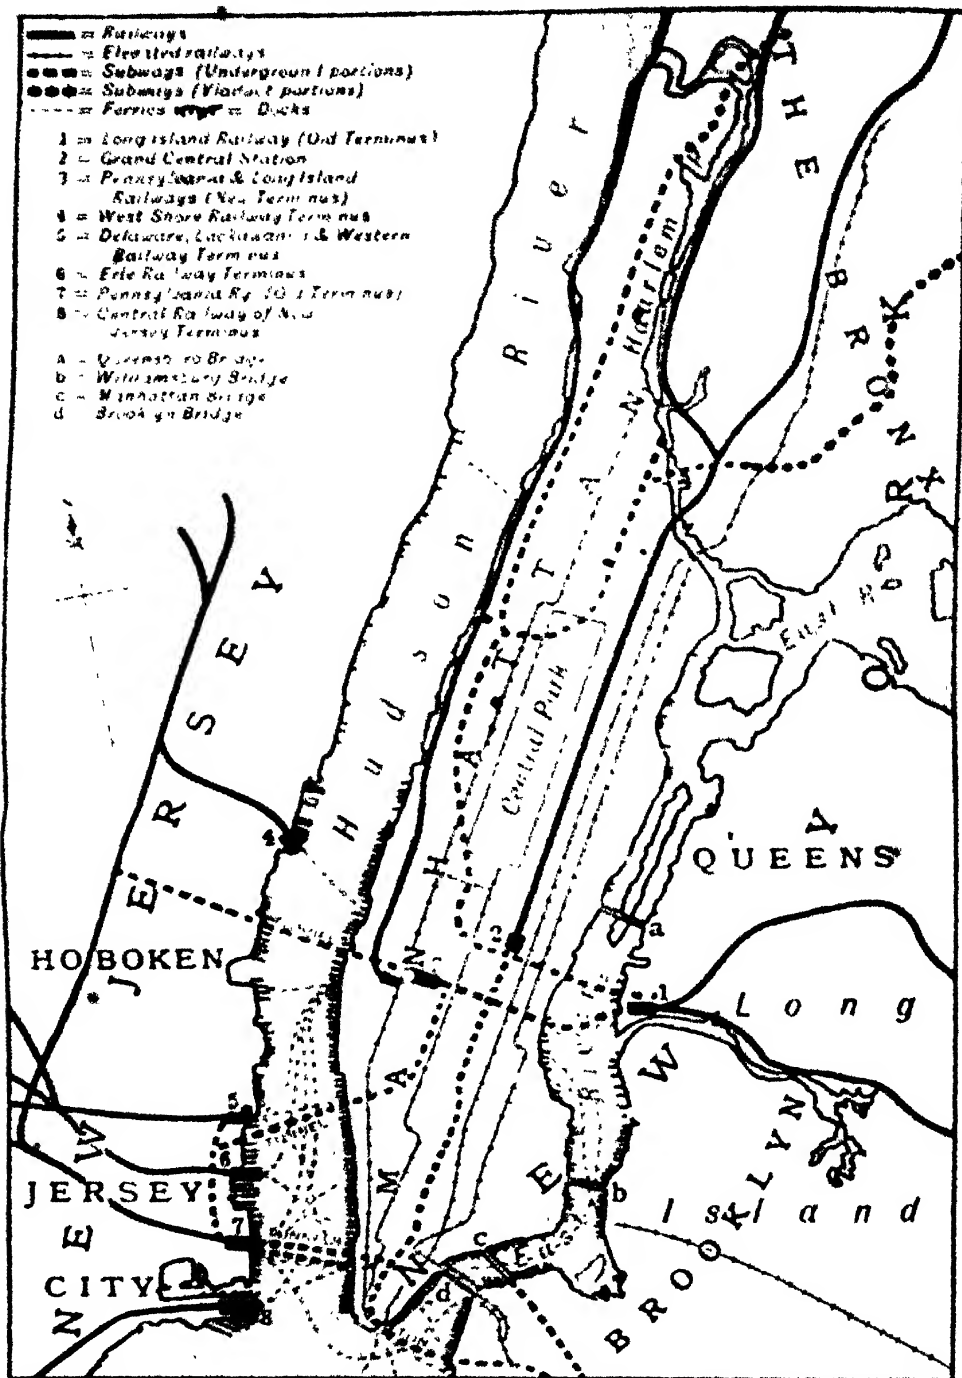 = Railways
= Elevated railways
= Subways (Underground portions)
= Subways (Viaduct portions)
= Ferries = Docks
1 = Long Island Railway (Old Terminus)
2 = Grand Central Station
3 = Pennsylvania & Long Island
Railways (New Terminus)
4 = West Shore Railway Terminus
5 = Delaware, Lackawanna & Western
Railway Terminus
6 = Erie Railway Terminus
7 = Pennsylvania Ry. (Old Terminus)
8 = Central Railway of New
Jersey Terminus
a = Queensboro Bridge
b = Williamsburg Bridge
c = Manhattan Bridge
d = Brooklyn Bridge
THE BRONX
Haarlem
Hudson River
NEW JERSEY
MANHATTAN
Central Park
East R.
NEW YORK
QUEENS
HOBOKEN
Long Island
BROOKLYN
JERSEY
CITY
East River
TUNNEL
1
2
4
5
6
7
8
a
b
c
d